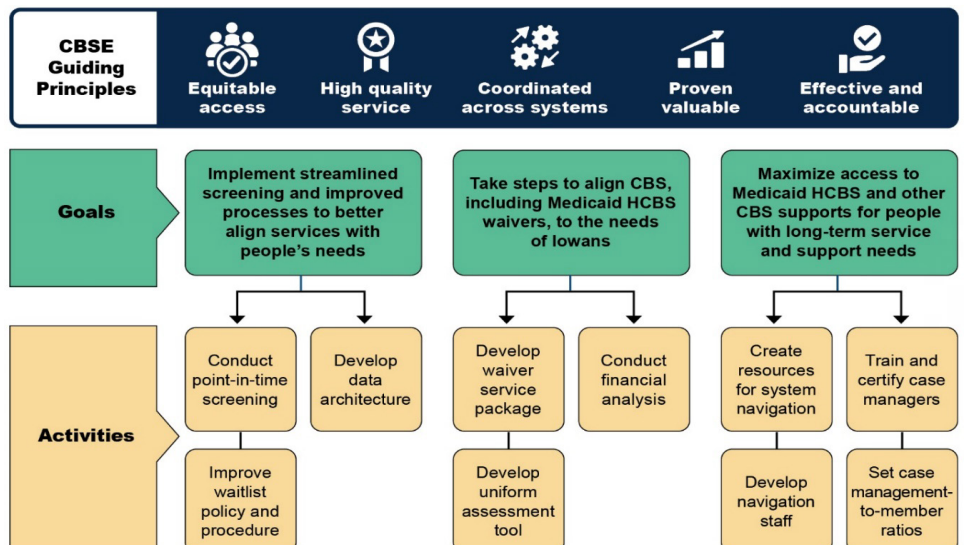 CBSE
Guiding
Principles
Equitable
access
High quality
service
Coordinated
across systems
Proven
valuable
Effective and
accountable
Goals
Implement streamlined
screening and improved
processes to better
align services with
people's needs
Take steps to align CBS,
including Medicaid HCBS
waivers, to the needs
of Iowans
Maximize access to
Medicaid HCBS and other
CBS supports for people
with long-term service
and support needs
Activities
Conduct
point-in-time
screening
Develop
data
architecture
Develop
waiver
service
package
Conduct
financial
analysis
Create
resources
for system
navigation
Train and
certify case
managers
Improve
waitlist
policy and
procedure
Develop
uniform
assessment
tool
Develop
navigation
staff
Set case
management-
to-member
ratios